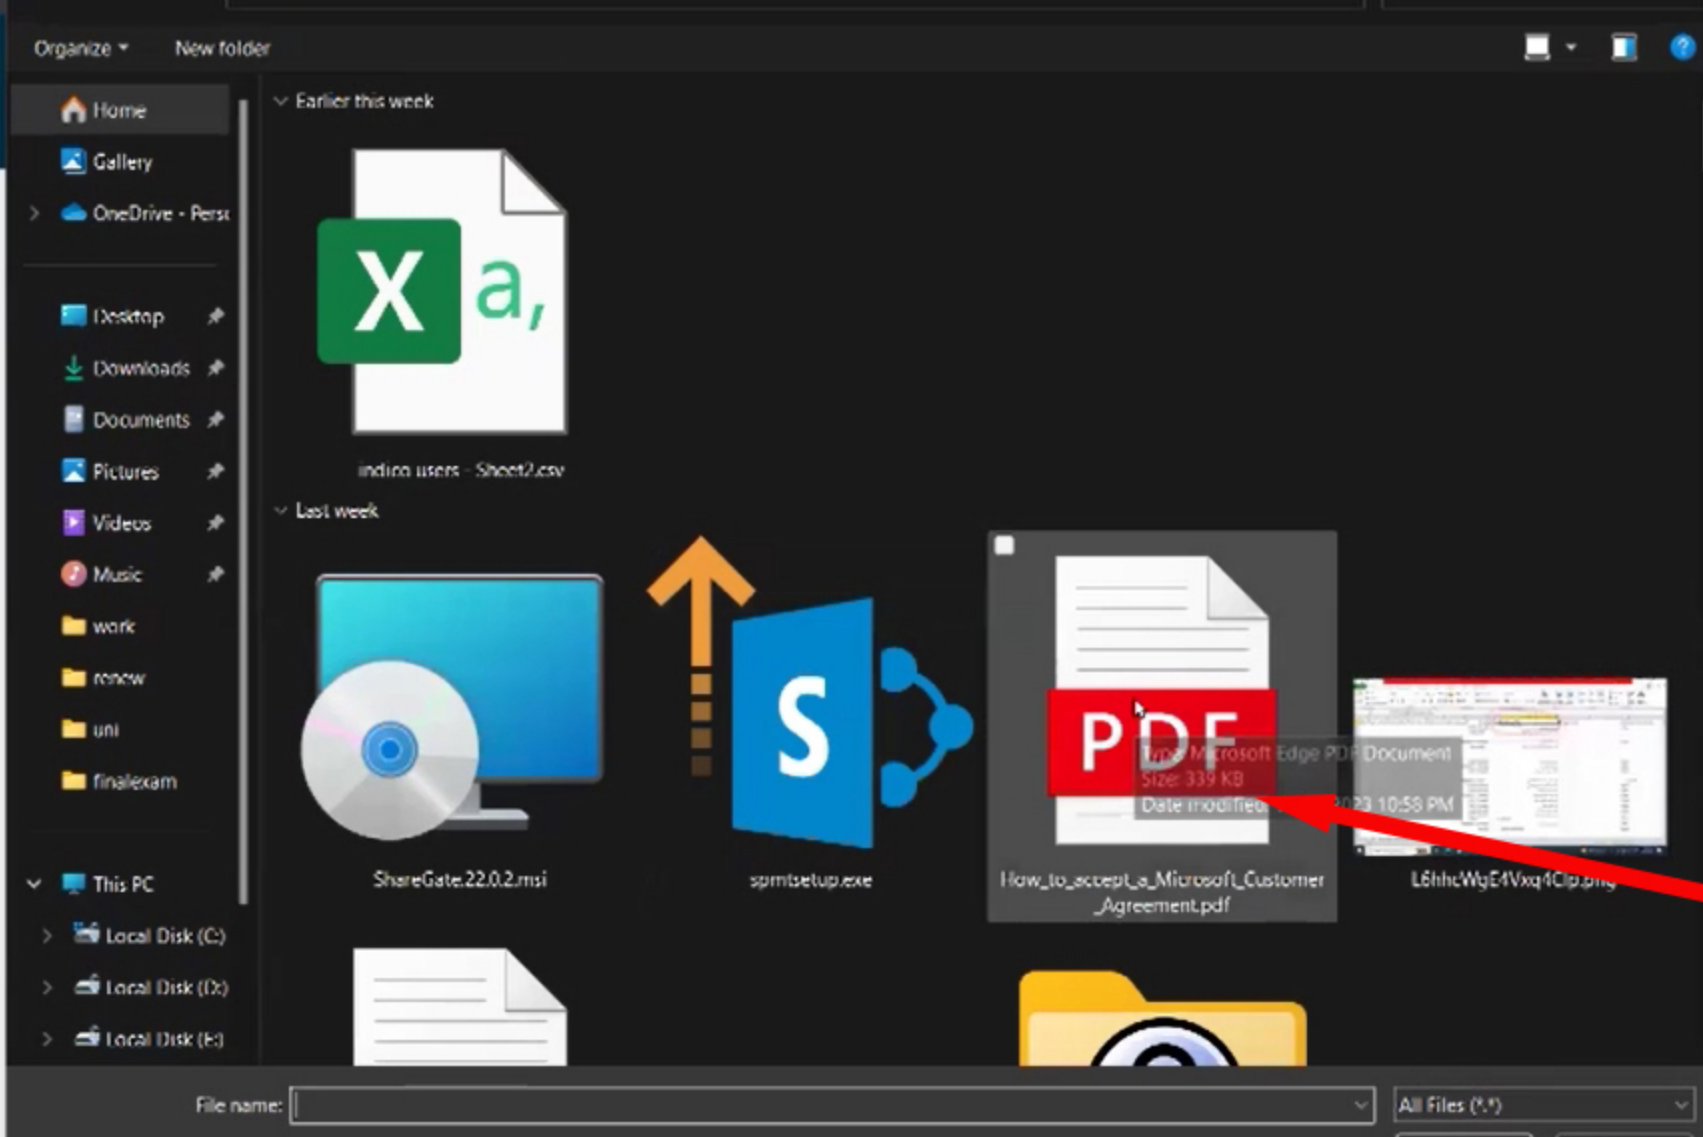 Organize
New folder
Home
Gallery
OneDrive - Pers
Desktop
Downloads
Documents
Pictures
Videos
Music
work
renew
uni
finalexam
This PC
Local Disk (C:)
Local Disk (D:)
Local Disk (E:)
Earlier this week
X a,
indico users - Sheet2.csv
Last week
S
PDF
Type: Microsoft Edge PDF Document
Size: 339 KB
Date modified: 10:58 PM
ShareGate.22.0.2.msi
spmtsetup.exe
How_to_accept_a_Microsoft_Customer
_Agreement.pdf
File name:
All Files (*.*)